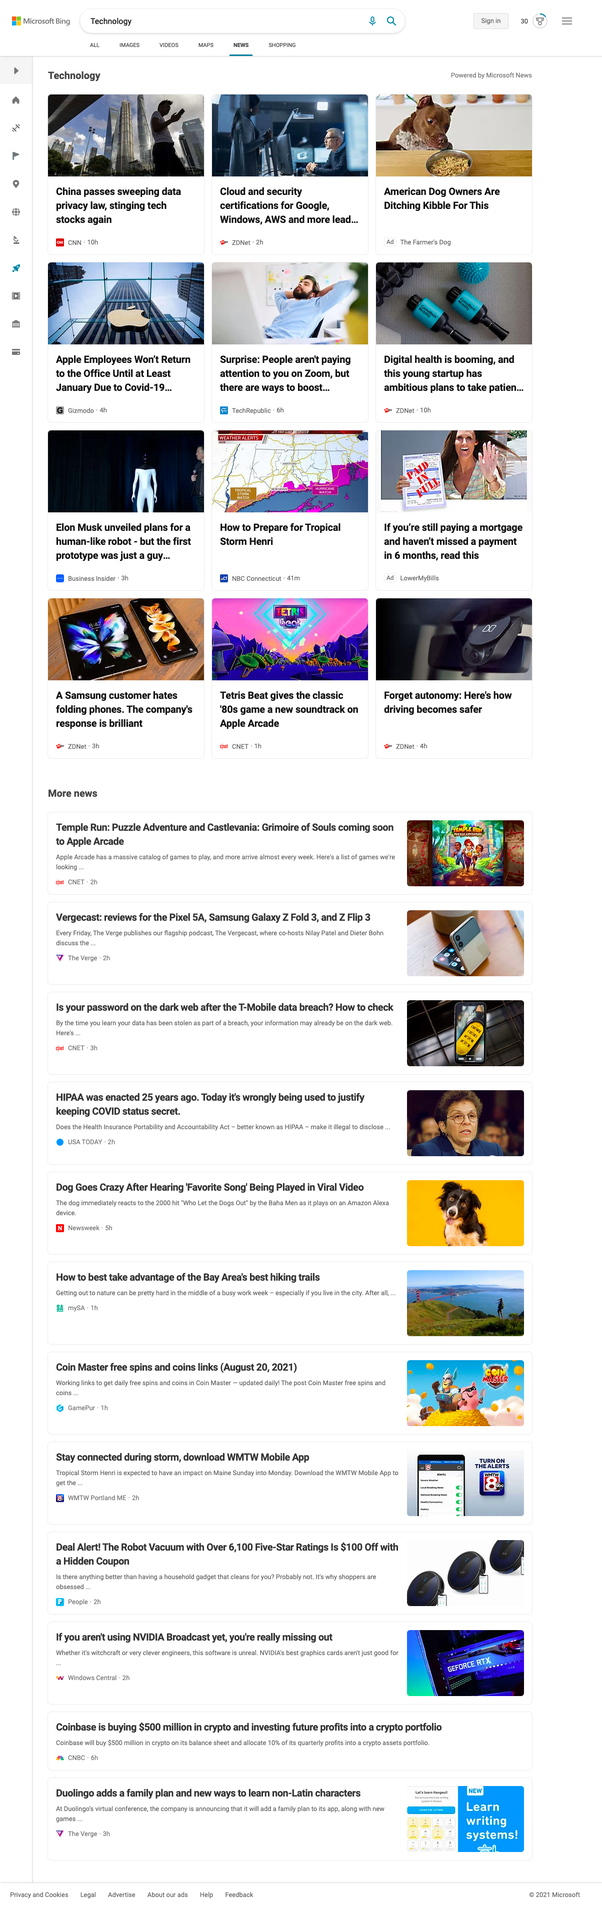 Microsoft Bing
Technology
Sign in
30
ALL
IMAGES
VIDEOS
MAPS
NEWS
SHOPPING
Technology
Powered by Microsoft News
China passes sweeping data
privacy law, stinging tech
stocks again
CNN · 10h
Cloud and security
certifications for Google,
Windows, AWS and more lead...
ZDNet · 2h
American Dog Owners Are
Ditching Kibble For This
Ad The Farmer's Dog
Apple Employees Won't Return
to the Office Until at Least
January Due to Covid-19...
Gizmodo · 4h
Surprise: People aren't paying
attention to you on Zoom, but
there are ways to boost...
TechRepublic · 6h
Digital health is booming, and
this young startup has
ambitious plans to take patien...
ZDNet · 10h
Elon Musk unveiled plans for a
human-like robot - but the first
prototype was just a guy...
Business Insider · 3h
WEATHER ALERTS
TROPICAL
STORM
WATCH
HURRICANE
WATCH
How to Prepare for Tropical
Storm Henri
NBC Connecticut · 41m
PAID
IN
FULL
If you're still paying a mortgage
and haven't missed a payment
in 6 months, read this
Ad LowerMyBills
A Samsung customer hates
folding phones. The company's
response is brilliant
ZDNet · 3h
TETRIS
Beat
Tetris Beat gives the classic
'80s game a new soundtrack on
Apple Arcade
CNET · 1h
Forget autonomy: Here's how
driving becomes safer
ZDNet · 4h
More news
Temple Run: Puzzle Adventure and Castlevania: Grimoire of Souls coming soon
to Apple Arcade
Apple Arcade has a massive catalog of games to play, and more arrive almost every week. Here's a list of games we're
looking ...
CNET · 2h
TEMPLE RUN
Vergecast: reviews for the Pixel 5A, Samsung Galaxy Z Fold 3, and Z Flip 3
Every Friday, The Verge publishes our flagship podcast, The Vergecast, where co-hosts Nilay Patel and Dieter Bohn
discuss the ...
The Verge · 2h
Is your password on the dark web after the T-Mobile data breach? How to check
By the time you learn your data has been stolen as part of a breach, your information may already be on the dark web.
Here's ...
CNET · 3h
HIPAA was enacted 25 years ago. Today it's wrongly being used to justify
keeping COVID status secret.
Does the Health Insurance Portability and Accountability Act – better known as HIPAA – make it illegal to disclose ...
USA TODAY · 2h
Dog Goes Crazy After Hearing 'Favorite Song' Being Played in Viral Video
The dog immediately reacts to the 2000 hit "Who Let the Dogs Out" by the Baha Men as it plays on an Amazon Alexa
device.
Newsweek · 5h
How to best take advantage of the Bay Area's best hiking trails
Getting out to nature can be pretty hard in the middle of a busy work week – especially if you live in the city. After all, ...
mySA · 1h
Coin Master free spins and coins links (August 20, 2021)
Working links to get daily free spins and coins in Coin Master — updated daily! The post Coin Master free spins and
coins ...
GamePur · 1h
COIN
MASTER
Stay connected during storm, download WMTW Mobile App
Tropical Storm Henri is expected to have an impact on Maine Sunday into Monday. Download the WMTW Mobile App to
get the ...
WMTW Portland ME · 2h
Alerts
TURN ON
THE ALERTS
WMTW
8
Deal Alert! The Robot Vacuum with Over 6,100 Five-Star Ratings Is $100 Off with
a Hidden Coupon
Is there anything better than having a household gadget that cleans for you? Probably not. It's why shoppers are
obsessed ...
People · 2h
If you aren't using NVIDIA Broadcast yet, you're really missing out
Whether it's witchcraft or very clever engineers, this software is unreal. NVIDIA's best graphics cards aren't just good for
...
Windows Central · 2h
GEFORCE RTX
Coinbase is buying $500 million in crypto and investing future profits into a crypto portfolio
Coinbase will buy $500 million in crypto on its balance sheet and allocate 10% of its quarterly profits into a crypto assets portfolio.
CNBC · 6h
Duolingo adds a family plan and new ways to learn non-Latin characters
At Duolingo's virtual conference, the company is announcing that it will add a family plan to its app, along with new
games ...
The Verge · 3h
Let's learn Hangeul!
NEW
Learn
writing
systems!
Privacy and Cookies
Legal
Advertise
About our ads
Help
Feedback
© 2021 Microsoft